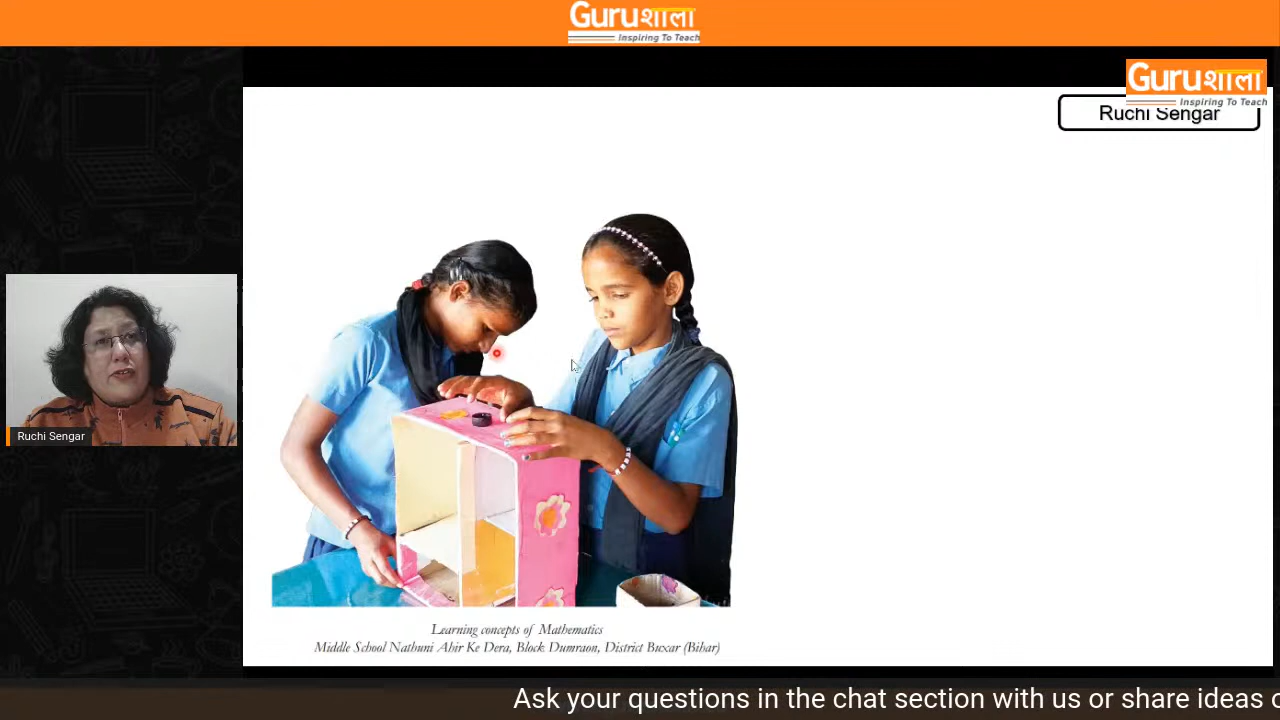 Guruशाला
Inspiring To Teach
Guruशाला
Inspiring To Teach
Ruchi Sengar
Ruchi Sengar
Learning concepts of Mathematics
Middle School Nathuni Ahir Ke Dera, Block Dumraon, District Buxar (Bihar)
Ask your questions in the chat section with us or share ideas